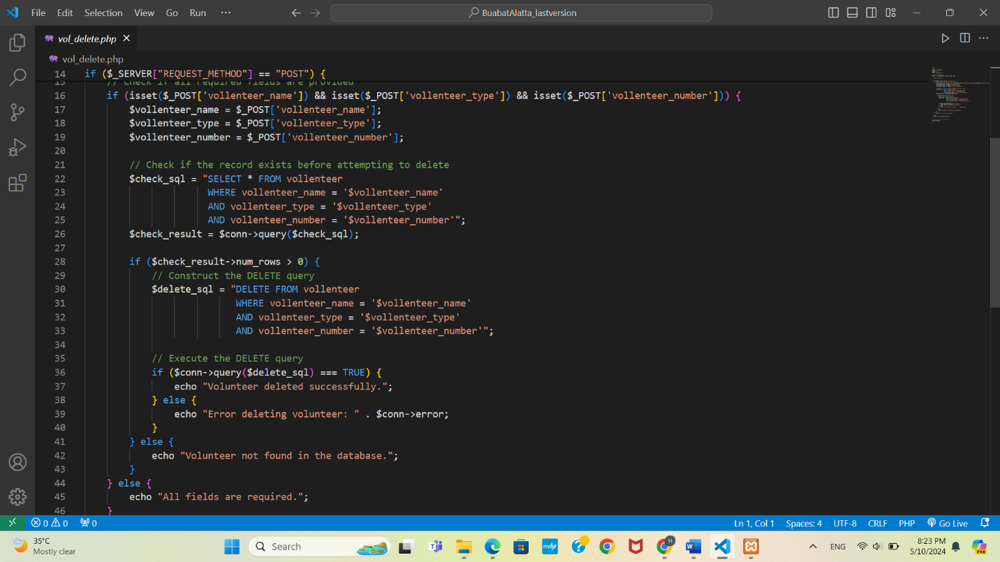 File Edit Selection View Go Run ··· BuabatAlatta_lastversion
vol_delete.php
vol_delete.php
14 if ($_SERVER["REQUEST_METHOD"] == "POST") {
15 // Check if all required fields are provided
16 if (isset($_POST['vollenteer_name']) && isset($_POST['vollenteer_type']) && isset($_POST['vollenteer_number'])) {
17 $vollenteer_name = $_POST['vollenteer_name'];
18 $vollenteer_type = $_POST['vollenteer_type'];
19 $vollenteer_number = $_POST['vollenteer_number'];
20
21 // Check if the record exists before attempting to delete
22 $check_sql = "SELECT * FROM vollenteer
23 WHERE vollenteer_name = '$vollenteer_name'
24 AND vollenteer_type = '$vollenteer_type'
25 AND vollenteer_number = '$vollenteer_number'";
26 $check_result = $conn->query($check_sql);
27
28 if ($check_result->num_rows > 0) {
29 // Construct the DELETE query
30 $delete_sql = "DELETE FROM vollenteer
31 WHERE vollenteer_name = '$vollenteer_name'
32 AND vollenteer_type = '$vollenteer_type'
33 AND vollenteer_number = '$vollenteer_number'";
34
35 // Execute the DELETE query
36 if ($conn->query($delete_sql) === TRUE) {
37 echo "Volunteer deleted successfully.";
38 } else {
39 echo "Error deleting volunteer: " . $conn->error;
40 }
41 } else {
42 echo "Volunteer not found in the database.";
43 }
44 } else {
45 echo "All fields are required.";
46 }
0 0 0 Ln 1, Col 1 Spaces: 4 UTF-8 CRLF PHP Go Live
35°C
Mostly clear
Search
myhp
H
ENG
8:23 PM
5/10/2024
PRE